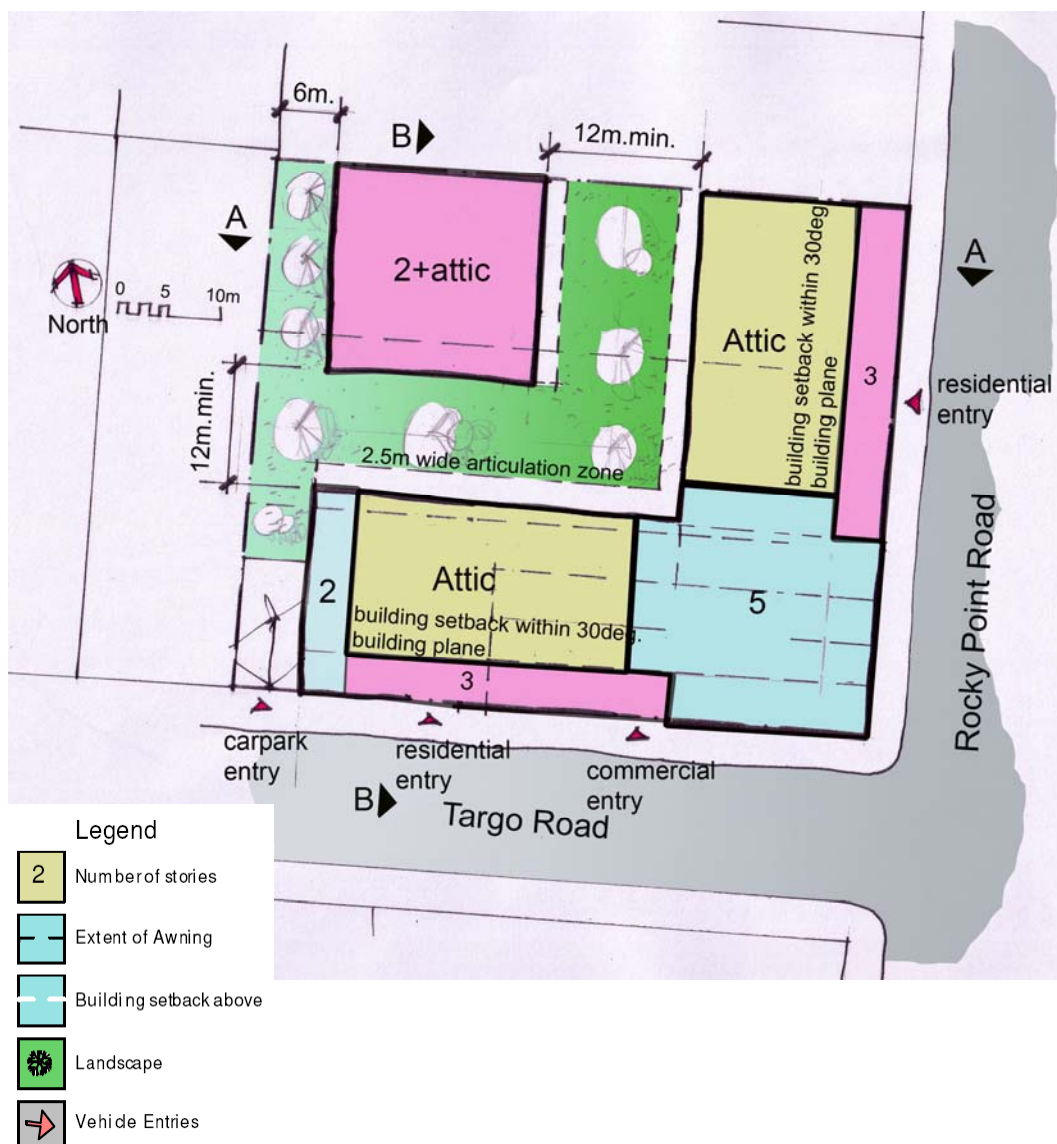 6m.
B
12m.min.
A
2+attic
A
0 5 10m
North
Attic
building setback within 30deg
building plane
3
residential
entry
12m.min.
2.5m wide articulation zone
2
Attic
building setback within 30deg.
building plane
5
3
Rocky Point Road
carpark
entry
residential
entry
commercial
entry
B
Targo Road
Legend
2 Number of stories
Extent of Awning
Building setback above
Landscape
Vehicle Entries